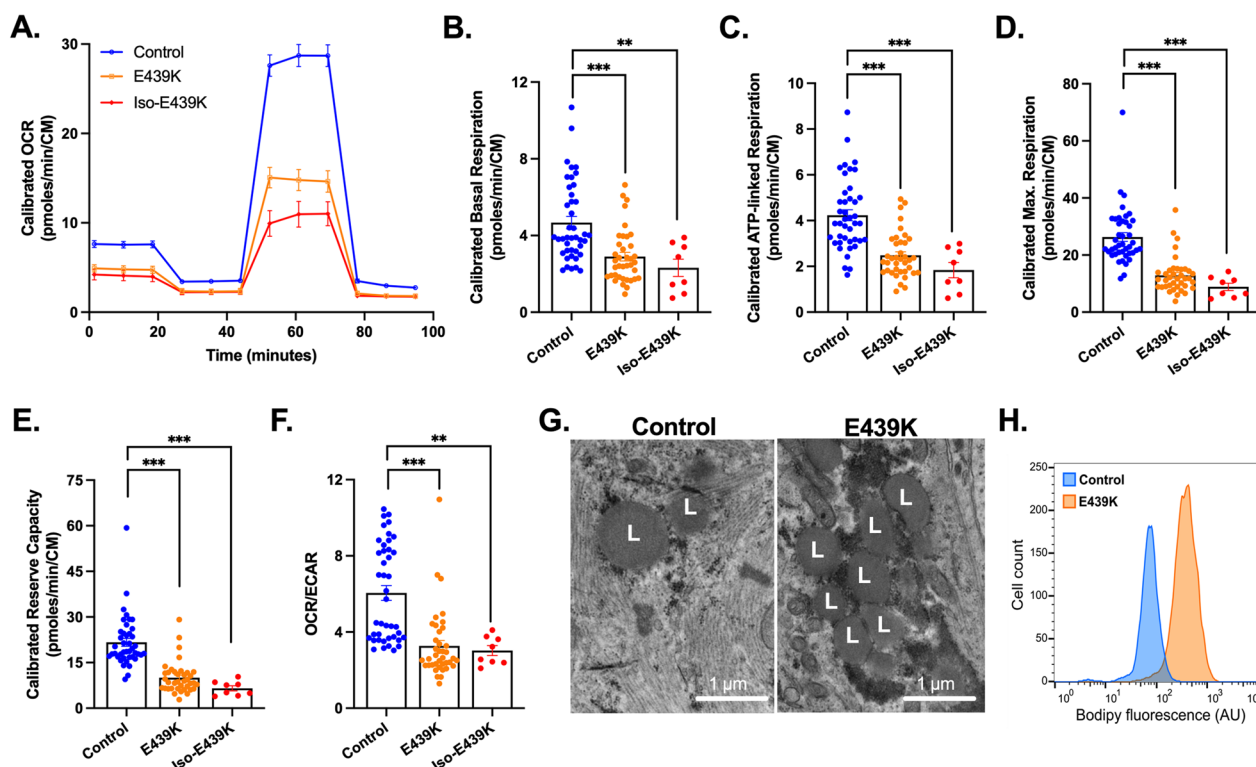 A.
30
20
10
0
0
20
40
60
80
100
Calibrated OCR
(pmoles/min/CM)
Time (minutes)
Control
E439K
Iso-E439K
B.
**
***
12
8
4
0
Calibrated Basal Respiration
(pmoles/min/CM)
Control
E439K
Iso-E439K
C.
***
***
10
8
6
4
2
0
Calibrated ATP-linked Respiration
(pmoles/min/CM)
Control
E439K
Iso-E439K
D.
***
***
80
60
40
20
0
Calibrated Max. Respiration
(pmoles/min/CM)
Control
E439K
Iso-E439K
E.
***
***
75
60
45
30
15
0
Calibrated Reserve Capacity
(pmoles/min/CM)
Control
E439K
Iso-E439K
F.
**
***
12
8
4
0
OCR/ECAR
Control
E439K
Iso-E439K
G.
Control
E439K
L
L
1 μm
L
L
L
L
L
L
L
1 μm
H.
Control
E439K
250
200
150
100
50
0
Cell count
10⁰
10¹
10²
10³
10
Bodipy fluorescence (AU)